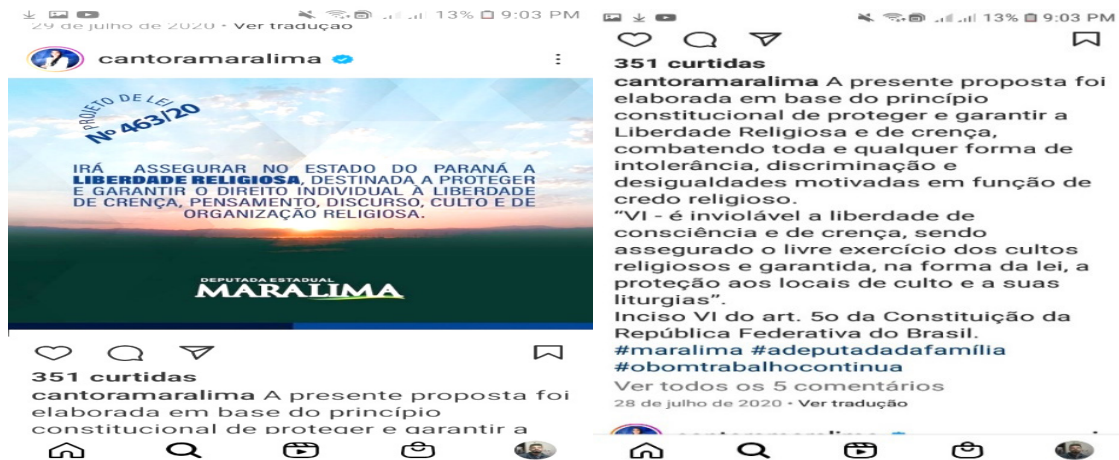 13% 9:03 PM
29 de julho de 2020 • Ver tradução
cantoramaralima
PROJETO DE LEI
Nº 463/20
IRÁ ASSEGURAR NO ESTADO DO PARANÁ A
LIBERDADE RELIGIOSA, DESTINADA A PROTEGER
E GARANTIR O DIREITO INDIVIDUAL À LIBERDADE
DE CRENÇA, PENSAMENTO, DISCURSO, CULTO E DE
ORGANIZAÇÃO RELIGIOSA.
DEPUTADA ESTADUAL
MARALIMA
351 curtidas
cantoramaralima A presente proposta foi
elaborada em base do princípio
constitucional de proteger e garantir a
13% 9:03 PM
351 curtidas
cantoramaralima A presente proposta foi
elaborada em base do princípio
constitucional de proteger e garantir a
Liberdade Religiosa e de crença,
combatendo toda e qualquer forma de
intolerância, discriminação e
desigualdades motivadas em função de
credo religioso.
“VI - é inviolável a liberdade de
consciência e de crença, sendo
assegurado o livre exercício dos cultos
religiosos e garantida, na forma da lei, a
proteção aos locais de culto e a suas
liturgias”.
Inciso VI do art. 5o da Constituição da
República Federativa do Brasil.
#maralima #adeputadadafamília
#obomtrabalhocontinua
Ver todos os 5 comentários
28 de julho de 2020 • Ver tradução